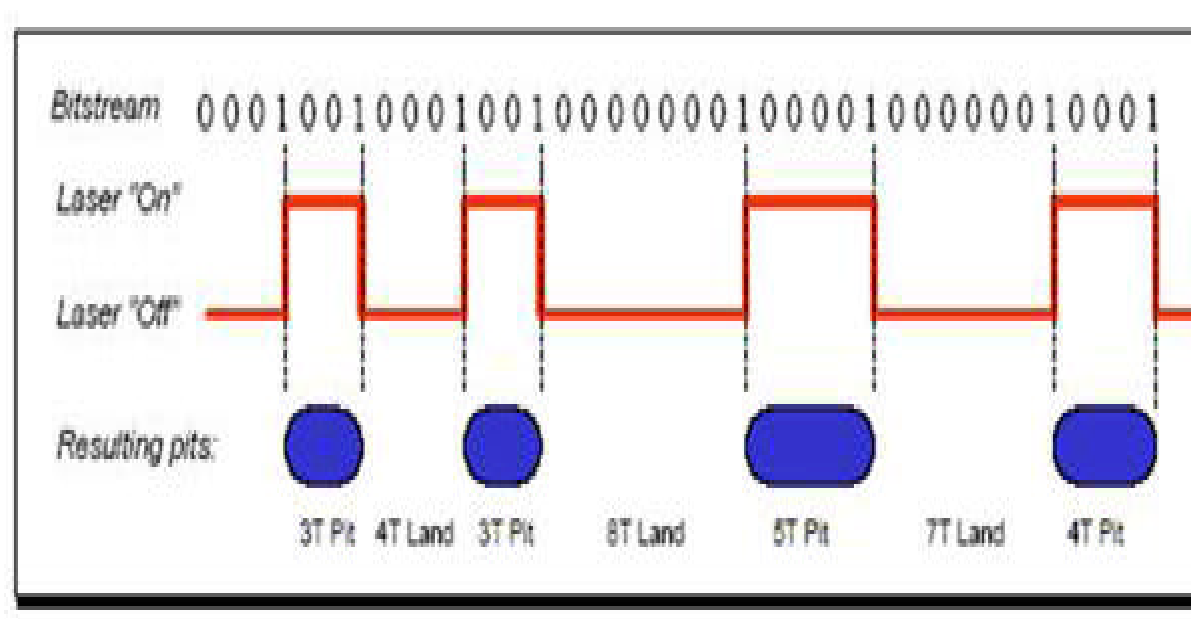 Bitstream 0 0 0 1 0 0 1 0 0 0 1 0 0 1 0 0 0 0 0 0 0 1 0 0 0 0 1 0 0 0 0 0 0 1 0 0 0 1
Laser "On"
Laser "Off"
Resulting pits:
3T Pit 4T Land 3T Pit 8T Land 5T Pit 7T Land 4T Pit